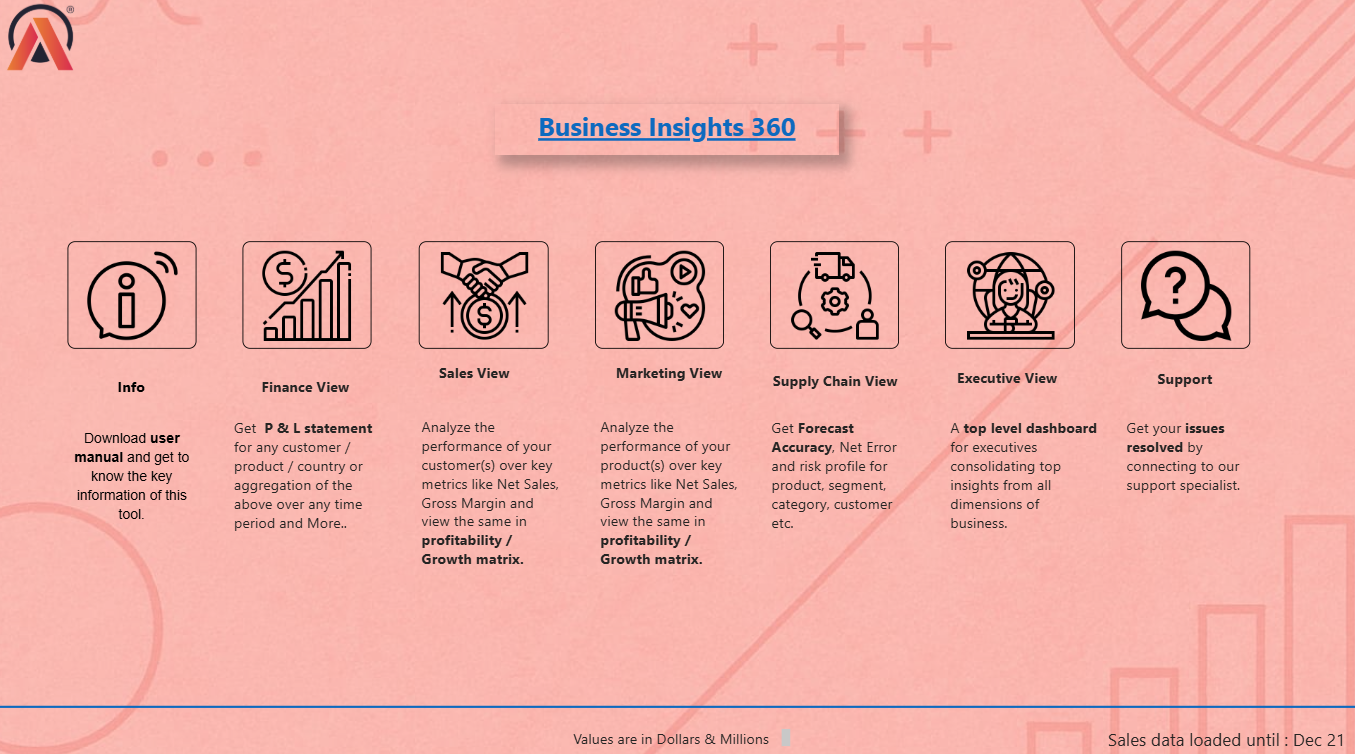 ®
Business Insights 360
Info
Download user
manual and get to
know the key
information of this
tool.
Finance View
Get P & L statement
for any customer /
product / country or
aggregation of the
above over any time
period and More..
Sales View
Analyze the
performance of your
customer(s) over key
metrics like Net Sales,
Gross Margin and
view the same in
profitability /
Growth matrix.
Marketing View
Analyze the
performance of your
product(s) over key
metrics like Net Sales,
Gross Margin and
view the same in
profitability /
Growth matrix.
Supply Chain View
Get Forecast
Accuracy, Net Error
and risk profile for
product, segment,
category, customer
etc.
Executive View
A top level dashboard
for executives
consolidating top
insights from all
dimensions of
business.
Support
Get your issues
resolved by
connecting to our
support specialist.
Values are in Dollars & Millions
Sales data loaded until : Dec 21